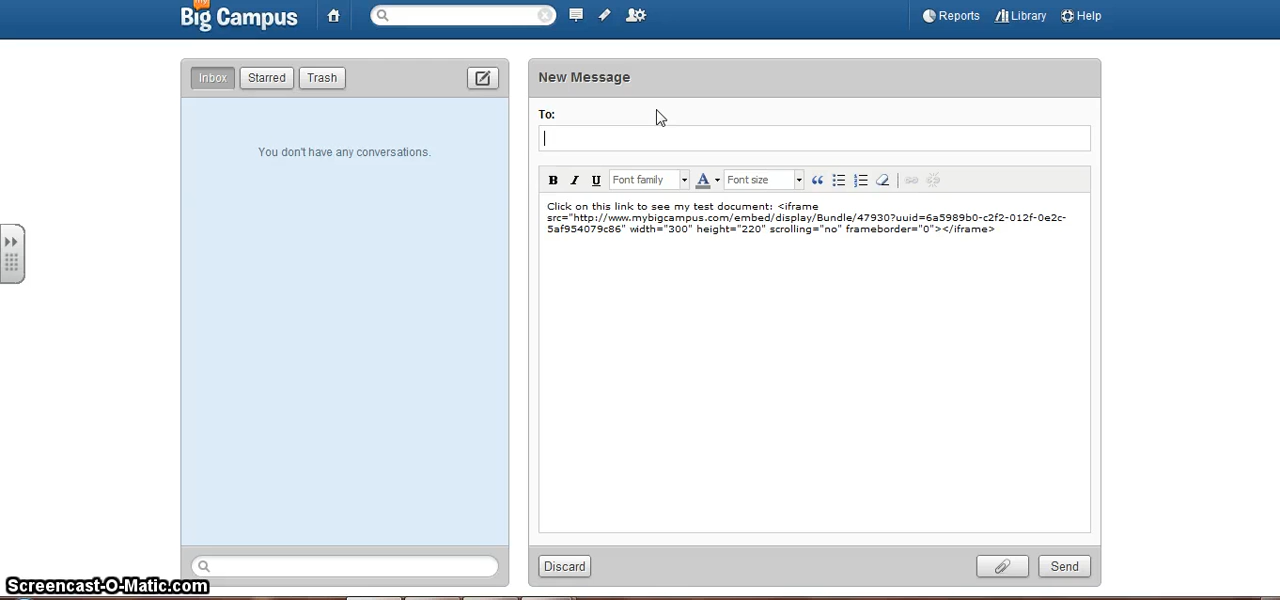 my
Big Campus
Reports
Library
Help
Inbox
Starred
Trash
New Message
You don't have any conversations.
To:
B I U Font family A Font size
Click on this link to see my test document: <iframe
src="http://www.mybigcampus.com/embed/display/Bundle/47930?uuid=6a5989b0-c2f2-012f-0e2c-
5af954079c86" width="300" height="220" scrolling="no" frameborder="0"></iframe>
Discard
Send
Screencast-O-Matic.com